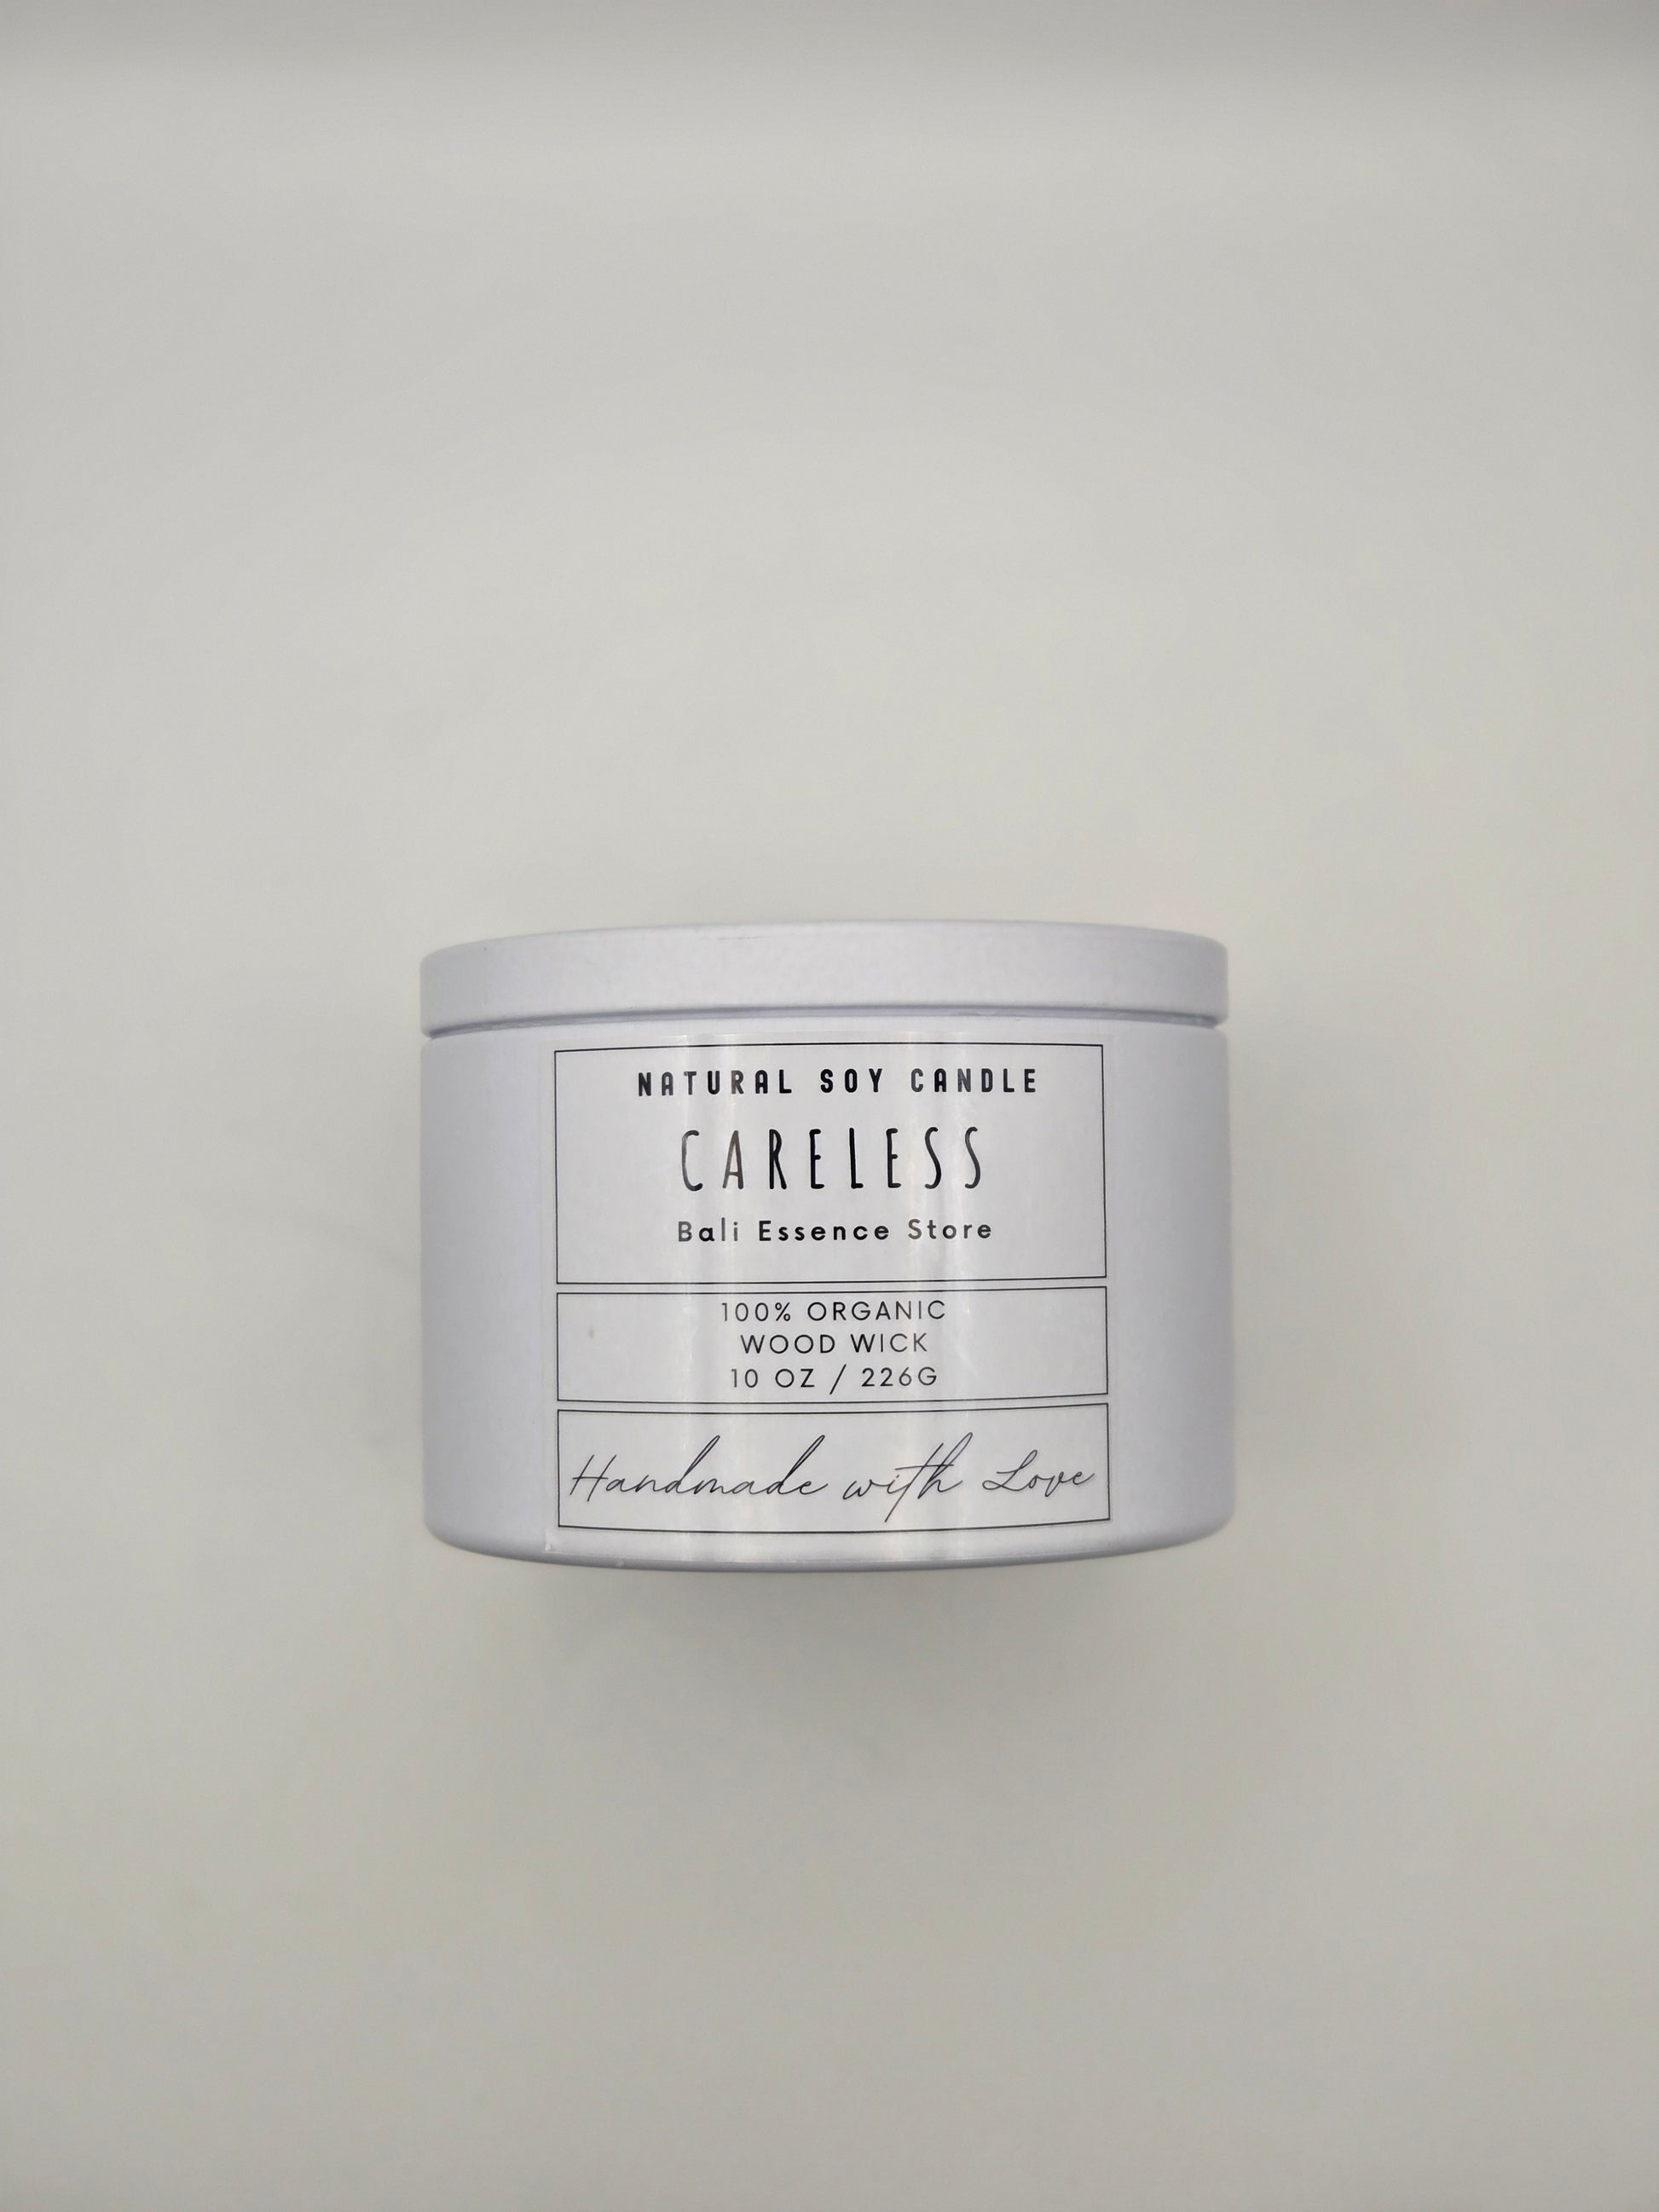 NATURAL SOY CANDLE
CARELESS
Bali Essence Store
100% ORGANIC
WOOD WICK
10 OZ / 226G
Handmade with Love